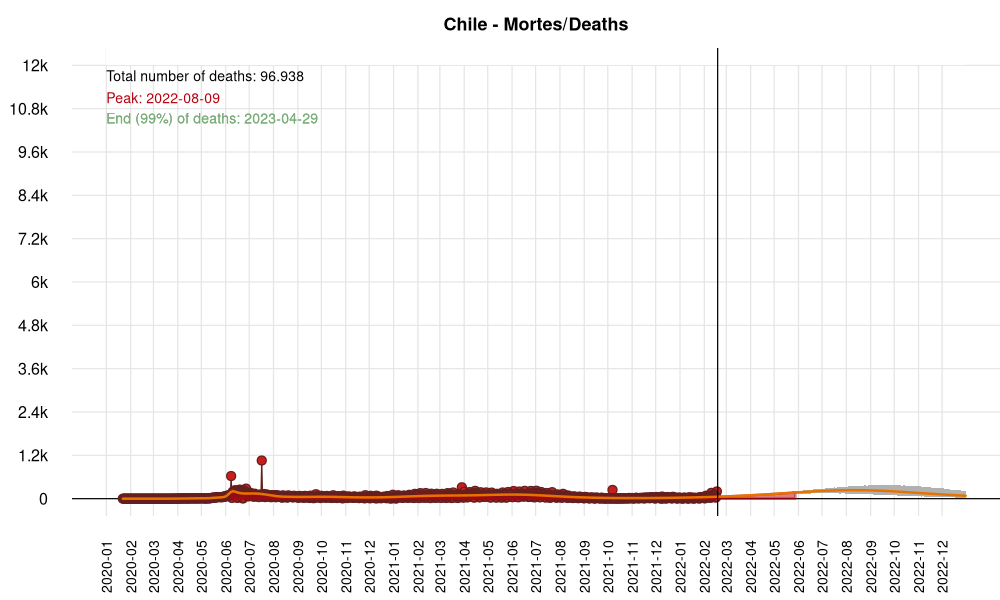 Chile - Mortes/Deaths
Total number of deaths: 96.938
Peak: 2022-08-09
End (99%) of deaths: 2023-04-29
12k
10.8k
9.6k
8.4k
7.2k
6k
4.8k
3.6k
2.4k
1.2k
0
2020-01
2020-02
2020-03
2020-04
2020-05
2020-06
2020-07
2020-08
2020-09
2020-10
2020-11
2020-12
2021-01
2021-02
2021-03
2021-04
2021-05
2021-06
2021-07
2021-08
2021-09
2021-10
2021-11
2021-12
2022-01
2022-02
2022-03
2022-04
2022-05
2022-06
2022-07
2022-08
2022-09
2022-10
2022-11
2022-12